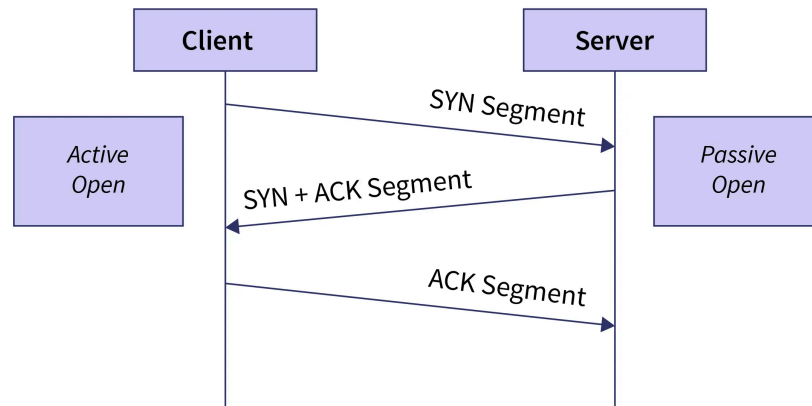 Client
Server
SYN Segment
Active
Open
Passive
Open
SYN + ACK Segment
ACK Segment